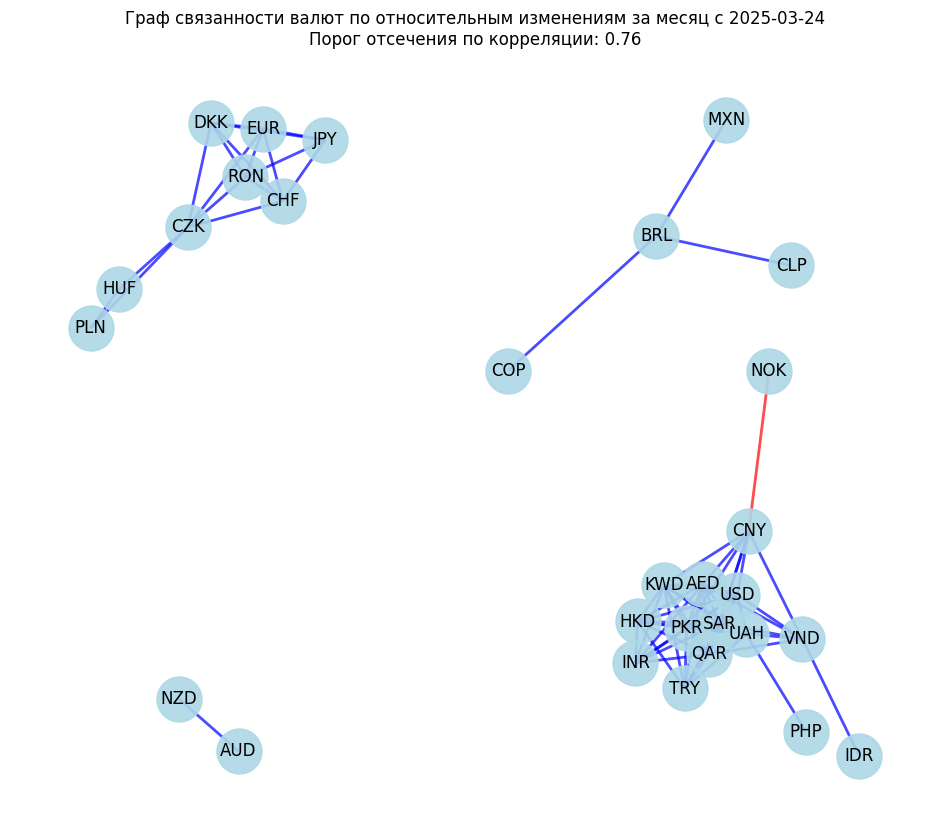 Граф связанности валют по относительным изменениям за месяц с 2025-03-24
Порог отсечения по корреляции: 0.76
MXN
DKK
EUR
JPY
RON
CHF
CZK
BRL
CLP
HUF
PLN
COP
NOK
CNY
KWD
AED
USD
HKD
PKR
SAR
UAH
VND
INR
QAR
TRY
NZD
PHP
AUD
IDR